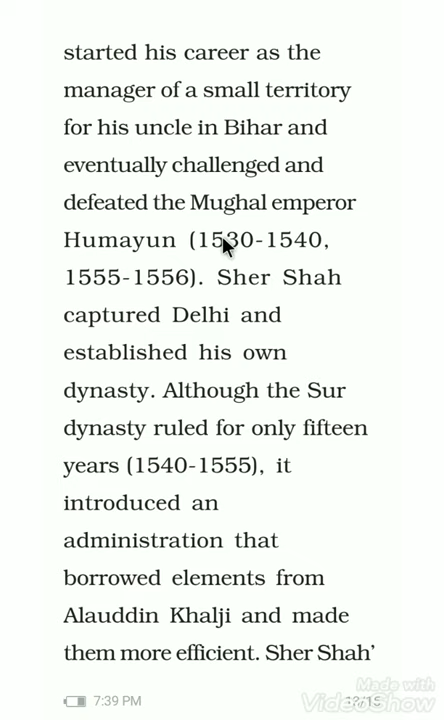 started his career as the
manager of a small territory
for his uncle in Bihar and
eventually challenged and
defeated the Mughal emperor
Humayun (1530-1540,
1555-1556). Sher Shah
captured Delhi and
established his own
dynasty. Although the Sur
dynasty ruled for only fifteen
years (1540-1555), it
introduced an
administration that
borrowed elements from
Alauddin Khalji and made
them more efficient. Sher Shah’
7:39 PM
Made with
VideoShow